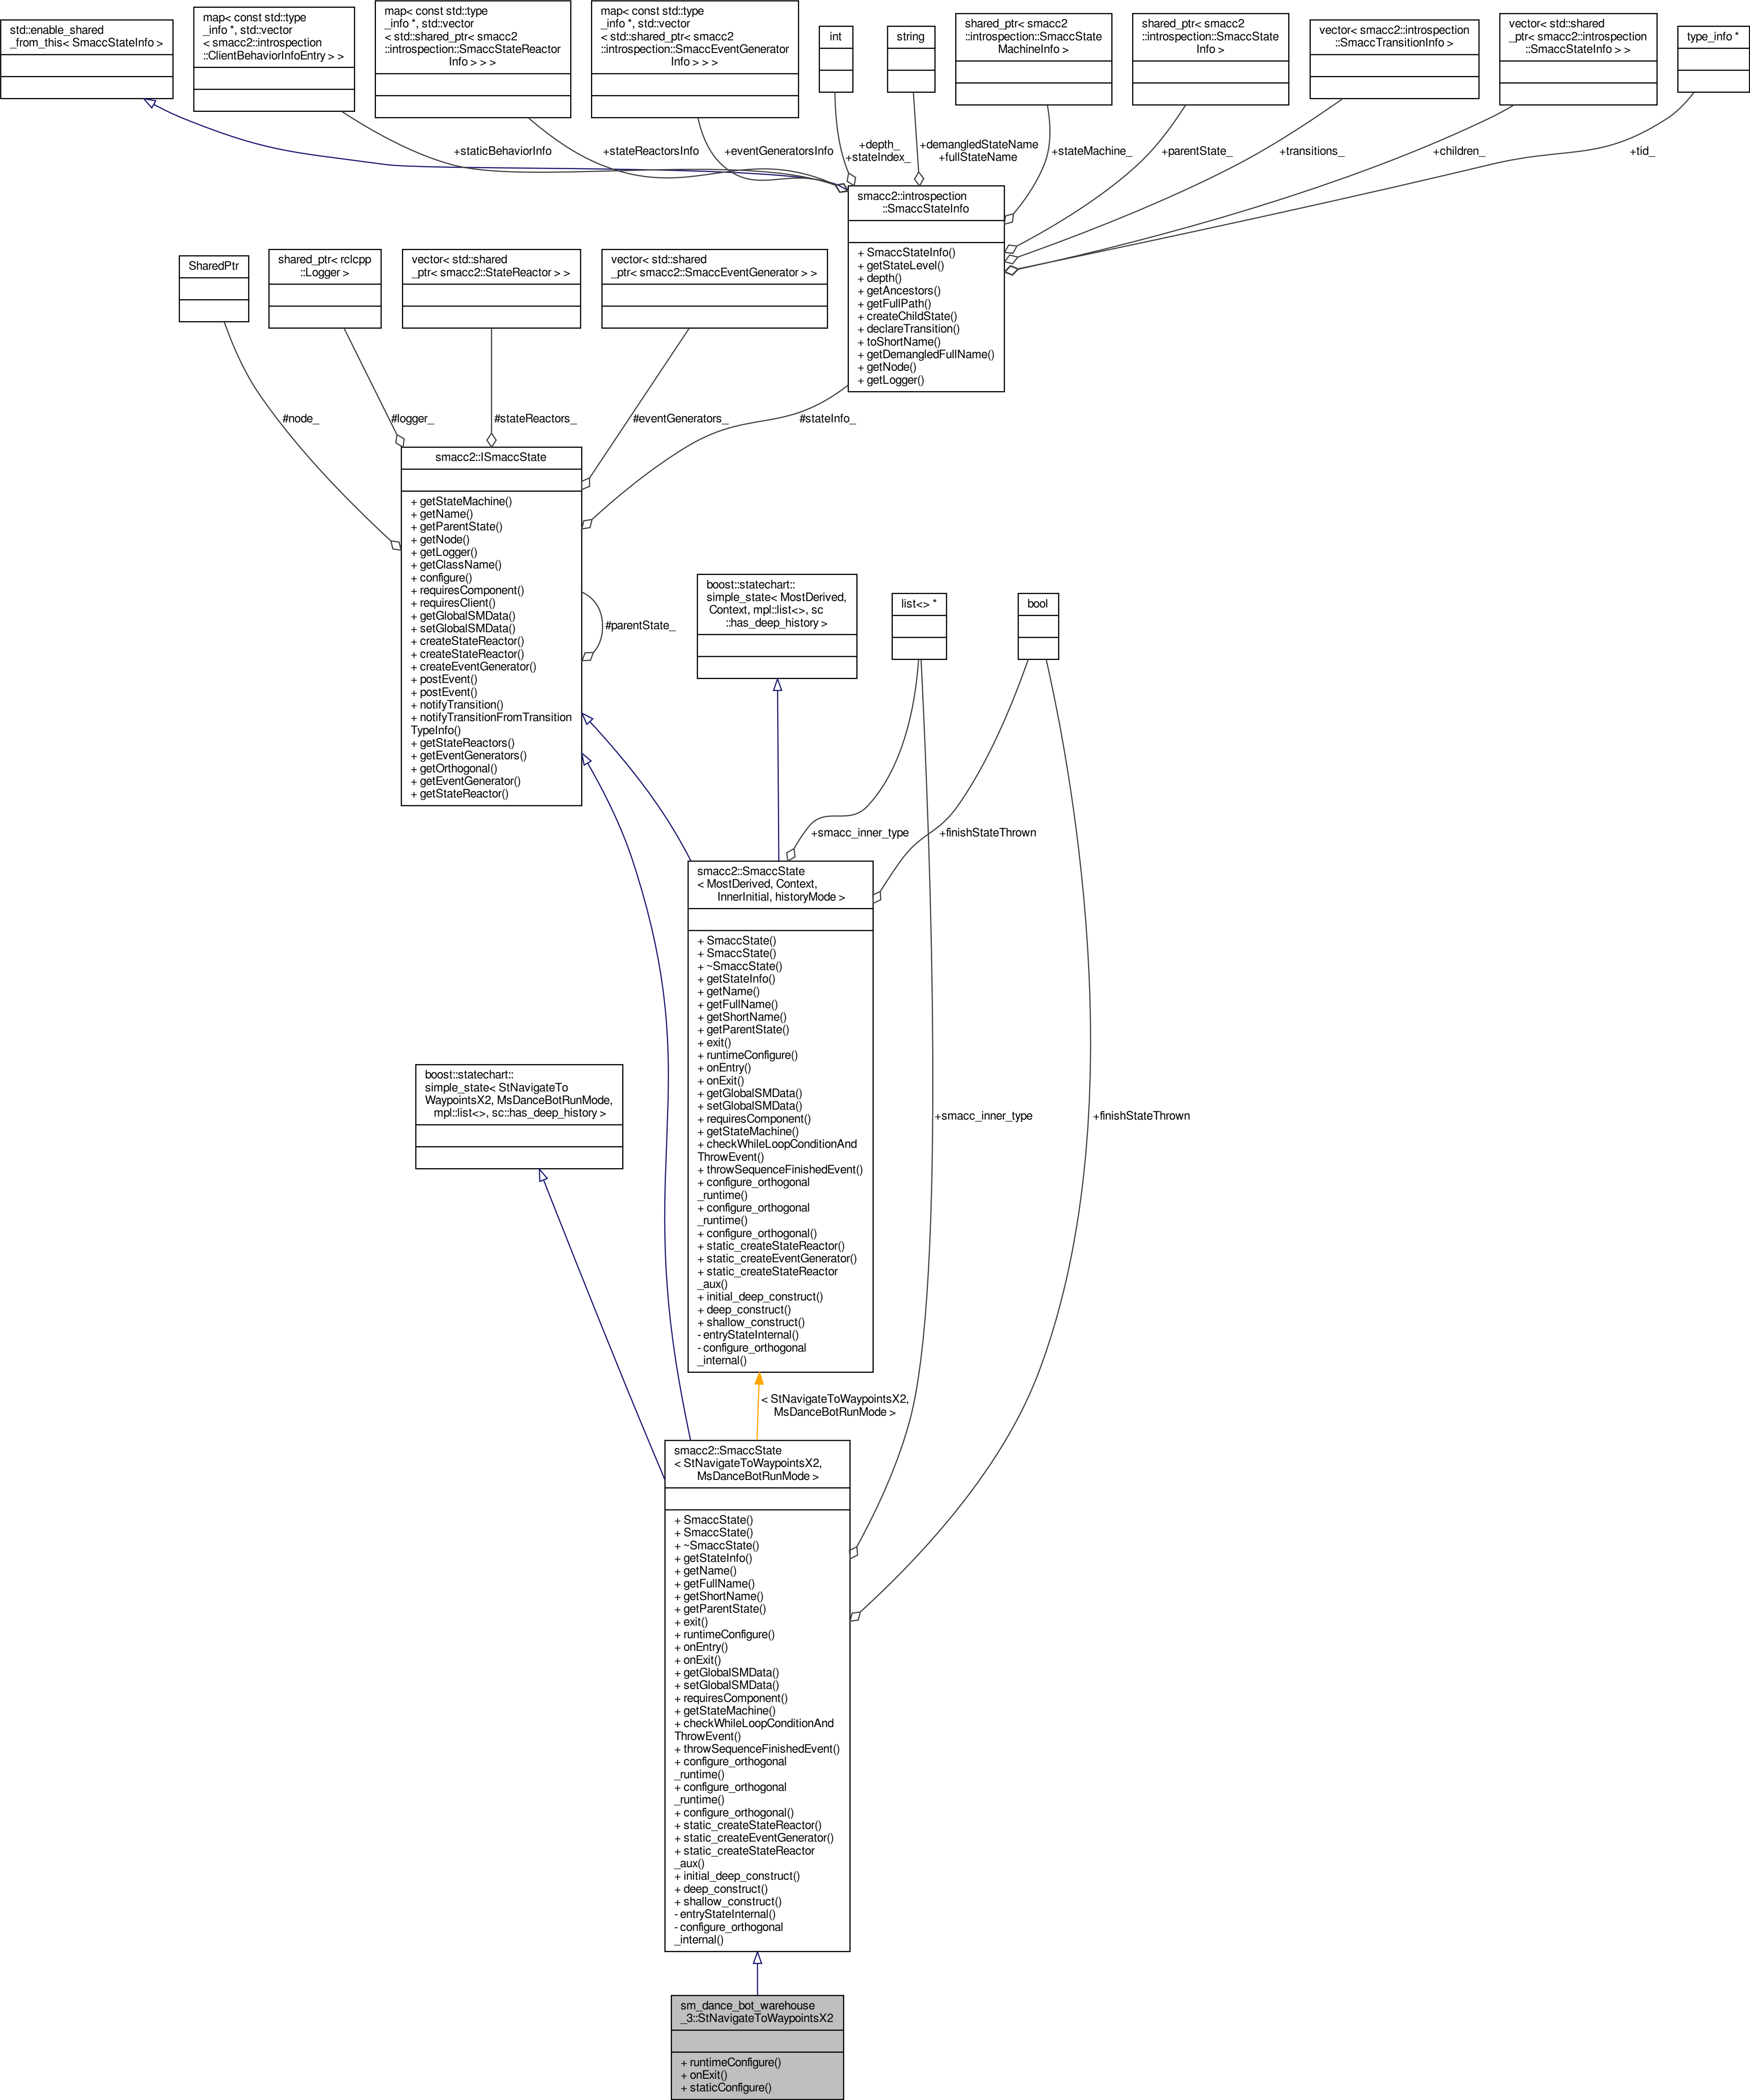 std::enable_shared
_from_this< SmaccStateInfo >
map< const std::type
_info *, std::vector
< smacc2::introspection
::ClientBehaviorInfoEntry > >
map< const std::type
_info *, std::vector
< std::shared_ptr< smacc2
::introspection::SmaccStateReactor
Info > > >
map< const std::type
_info *, std::vector
< std::shared_ptr< smacc2
::introspection::SmaccEventGenerator
Info > > >
int
string
shared_ptr< smacc2
::introspection::SmaccState
MachineInfo >
shared_ptr< smacc2
::introspection::SmaccState
Info >
vector< smacc2::introspection
::SmaccTransitionInfo >
vector< std::shared
_ptr< smacc2::introspection
::SmaccStateInfo > >
type_info *
+staticBehaviorInfo
+stateReactorsInfo
+eventGeneratorsInfo
+depth_
+stateIndex_
+demangledStateName
+fullStateName
+stateMachine_
+parentState_
+transitions_
+children_
+tid_
smacc2::introspection
::SmaccStateInfo
+ SmaccStateInfo()
+ getStateLevel()
+ depth()
+ getAncestors()
+ getFullPath()
+ createChildState()
+ declareTransition()
+ toShortName()
+ getDemangledFullName()
+ getNode()
+ getLogger()
SharedPtr
shared_ptr< rclcpp
::Logger >
vector< std::shared
_ptr< smacc2::StateReactor > >
vector< std::shared
_ptr< smacc2::SmaccEventGenerator > >
#node_
#logger_
#stateReactors_
#eventGenerators_
#stateInfo_
smacc2::ISmaccState
+ getStateMachine()
+ getName()
+ getParentState()
+ getNode()
+ getLogger()
+ getClassName()
+ configure()
+ requiresComponent()
+ requiresClient()
+ getGlobalSMData()
+ setGlobalSMData()
+ createStateReactor()
+ createStateReactor()
+ createEventGenerator()
+ postEvent()
+ postEvent()
+ notifyTransition()
+ notifyTransitionFromTransition
TypeInfo()
+ getStateReactors()
+ getEventGenerators()
+ getOrthogonal()
+ getEventGenerator()
+ getStateReactor()
#parentState_
boost::statechart::
simple_state< MostDerived,
Context, mpl::list<>, sc
::has_deep_history >
list<> *
bool
+smacc_inner_type
+finishStateThrown
smacc2::SmaccState
< MostDerived, Context,
InnerInitial, historyMode >
+ SmaccState()
+ SmaccState()
+ ~SmaccState()
+ getStateInfo()
+ getName()
+ getFullName()
+ getShortName()
+ getParentState()
+ exit()
+ runtimeConfigure()
+ onEntry()
+ onExit()
+ getGlobalSMData()
+ setGlobalSMData()
+ requiresComponent()
+ getStateMachine()
+ checkWhileLoopConditionAnd
ThrowEvent()
+ throwSequenceFinishedEvent()
+ configure_orthogonal
_runtime()
+ configure_orthogonal
_runtime()
+ configure_orthogonal()
+ static_createStateReactor()
+ static_createEventGenerator()
+ static_createStateReactor
_aux()
+ initial_deep_construct()
+ deep_construct()
+ shallow_construct()
- entryStateInternal()
- configure_orthogonal
_internal()
boost::statechart::
simple_state< StNavigateTo
WaypointsX2, MsDanceBotRunMode,
mpl::list<>, sc::has_deep_history >
+smacc_inner_type
+finishStateThrown
< StNavigateToWaypointsX2,
MsDanceBotRunMode >
smacc2::SmaccState
< StNavigateToWaypointsX2,
MsDanceBotRunMode >
+ SmaccState()
+ SmaccState()
+ ~SmaccState()
+ getStateInfo()
+ getName()
+ getFullName()
+ getShortName()
+ getParentState()
+ exit()
+ runtimeConfigure()
+ onEntry()
+ onExit()
+ getGlobalSMData()
+ setGlobalSMData()
+ requiresComponent()
+ getStateMachine()
+ checkWhileLoopConditionAnd
ThrowEvent()
+ throwSequenceFinishedEvent()
+ configure_orthogonal
_runtime()
+ configure_orthogonal
_runtime()
+ configure_orthogonal()
+ static_createStateReactor()
+ static_createEventGenerator()
+ static_createStateReactor
_aux()
+ initial_deep_construct()
+ deep_construct()
+ shallow_construct()
- entryStateInternal()
- configure_orthogonal
_internal()
sm_dance_bot_warehouse
_3::StNavigateToWaypointsX2
+ runtimeConfigure()
+ onExit()
+ staticConfigure()